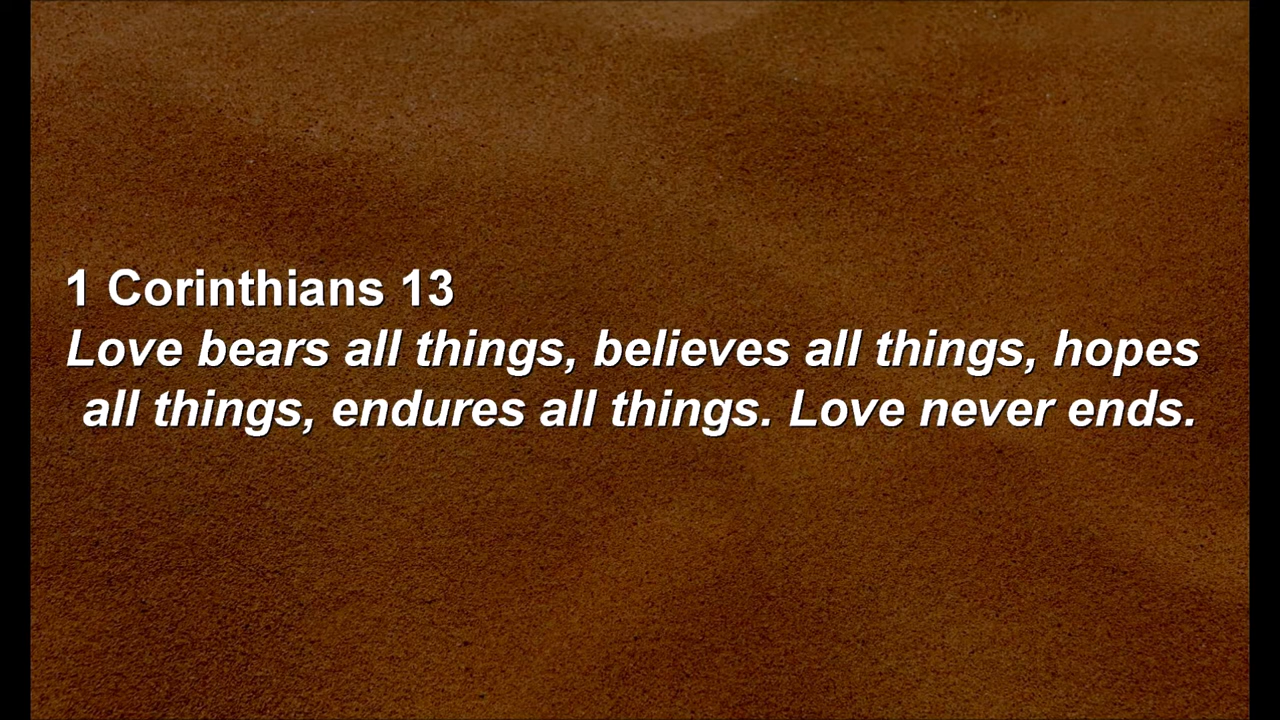 1 Corinthians 13
Love bears all things, believes all things, hopes
all things, endures all things. Love never ends.